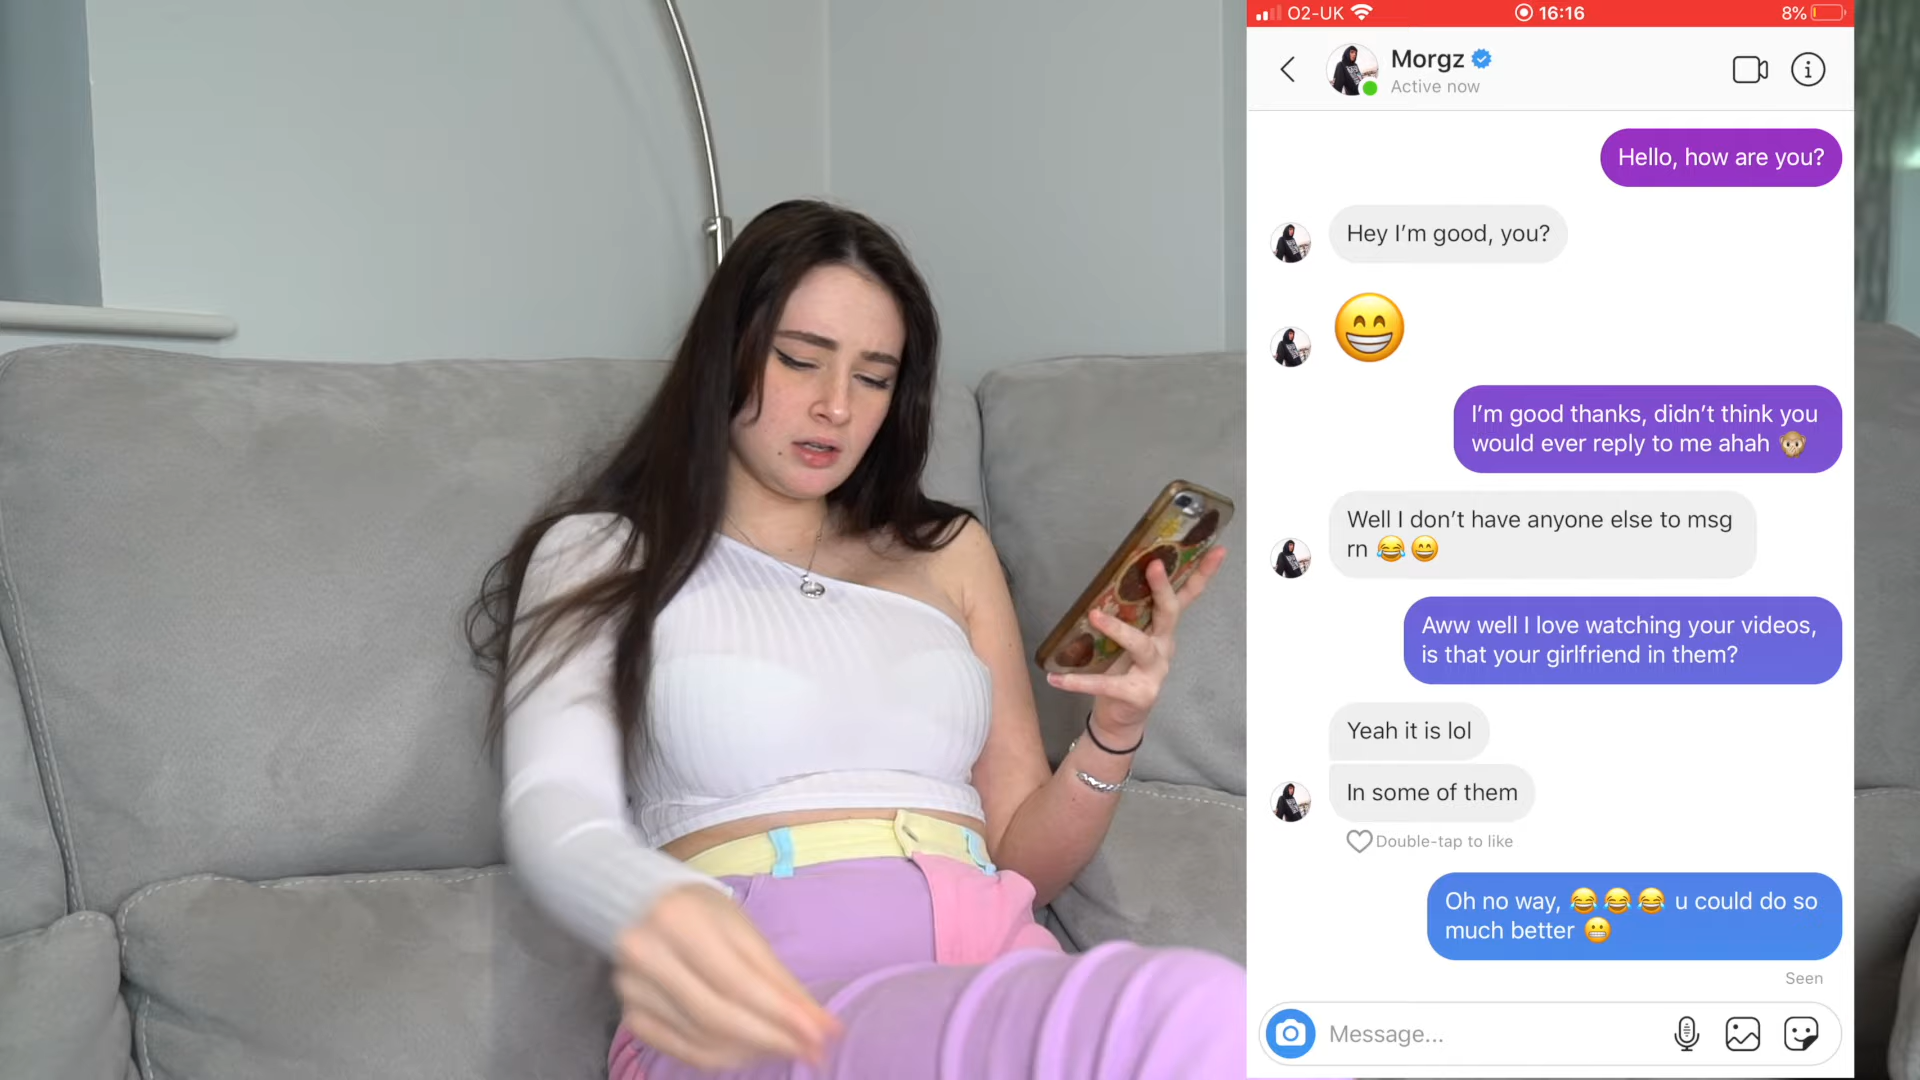 O2-UK 16:16 8%
Morgz
Active now
Hello, how are you?
Hey I’m good, you?
😁
I’m good thanks, didn’t think you
would ever reply to me ahah 🙊
Well I don’t have anyone else to msg
rn 😂😄
Aww well I love watching your videos,
is that your girlfriend in them?
Yeah it is lol
In some of them
Double-tap to like
Oh no way, 😂😂😂 u could do so
much better 😬
Seen
Message...